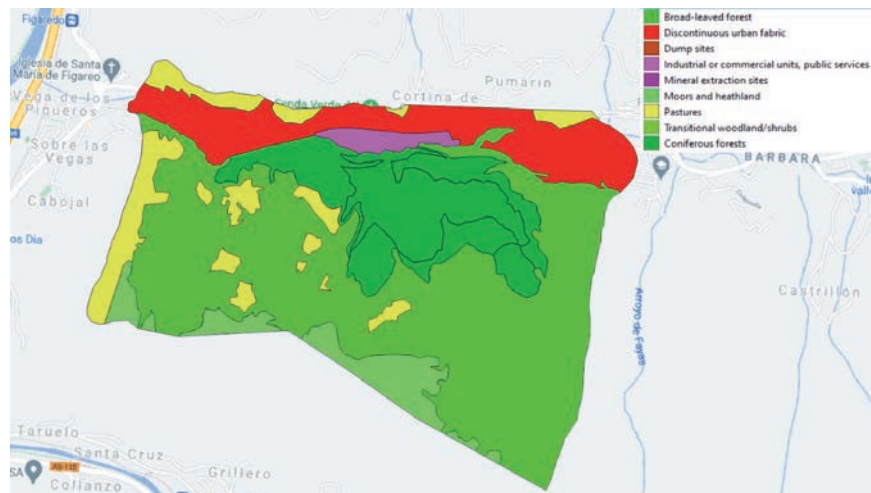 Figaredo
Iglesia de Santa
María de Figareo
Vega de los
Piqueros
Sobre las
Vegas
Cabojal
os Dia
Senda Verde de
Cortina de
Pumarín
BARBARA
valle
Castrillón
Arroyo de Fayes
Taruelo
Santa Cruz
AS-112
Grillero
SA
Collanzo
Broad-leaved forest
Discontinuous urban fabric
Dump sites
Industrial or commercial units, public services
Mineral extraction sites
Moors and heathland
Pastures
Transitional woodland/shrubs
Coniferous forests